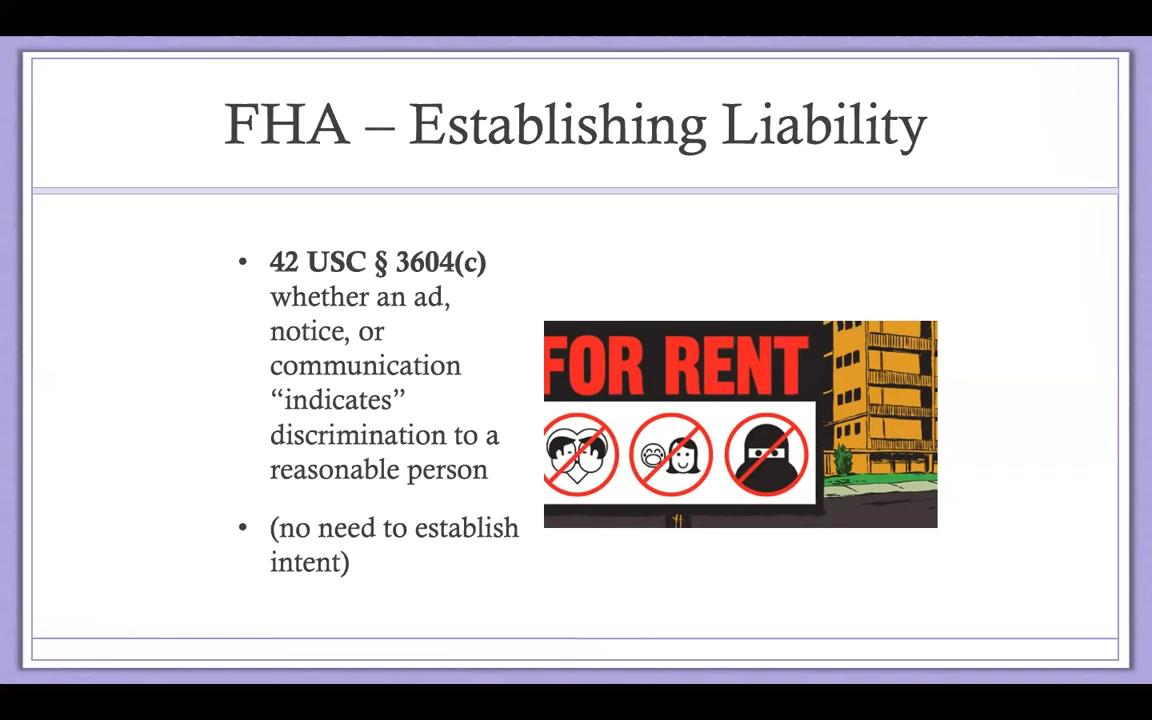 FHA – Establishing Liability
• 42 USC § 3604(c)
whether an ad,
notice, or
communication
“indicates”
discrimination to a
reasonable person
• (no need to establish
intent)
FOR RENT